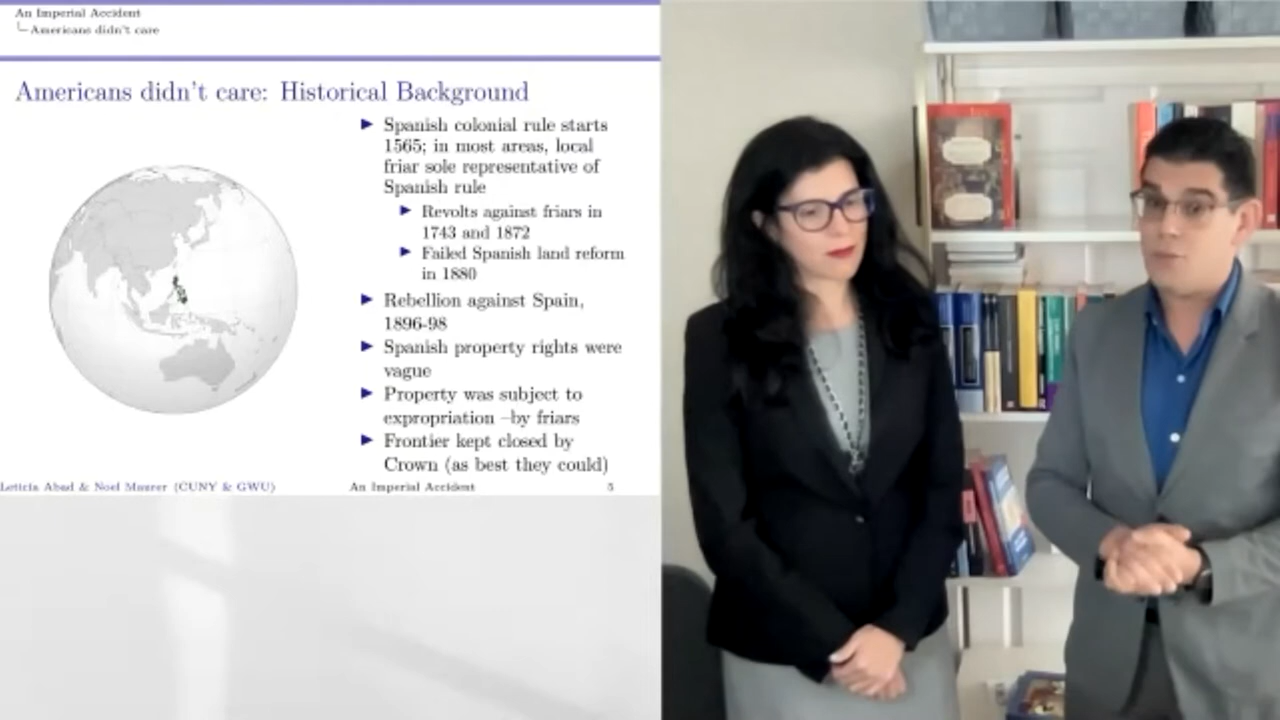 An Imperial Accident
Americans didn't care
Americans didn't care: Historical Background
Spanish colonial rule starts
1565; in most areas, local
friar sole representative of
Spanish rule
Revolts against friars in
1743 and 1872
Failed Spanish land reform
in 1880
Rebellion against Spain,
1896-98
Spanish property rights were
vague
Property was subject to
expropriation –by friars
Frontier kept closed by
Crown (as best they could)
Leticia Abad & Noel Maurer (CUNY & GWU)
An Imperial Accident
5